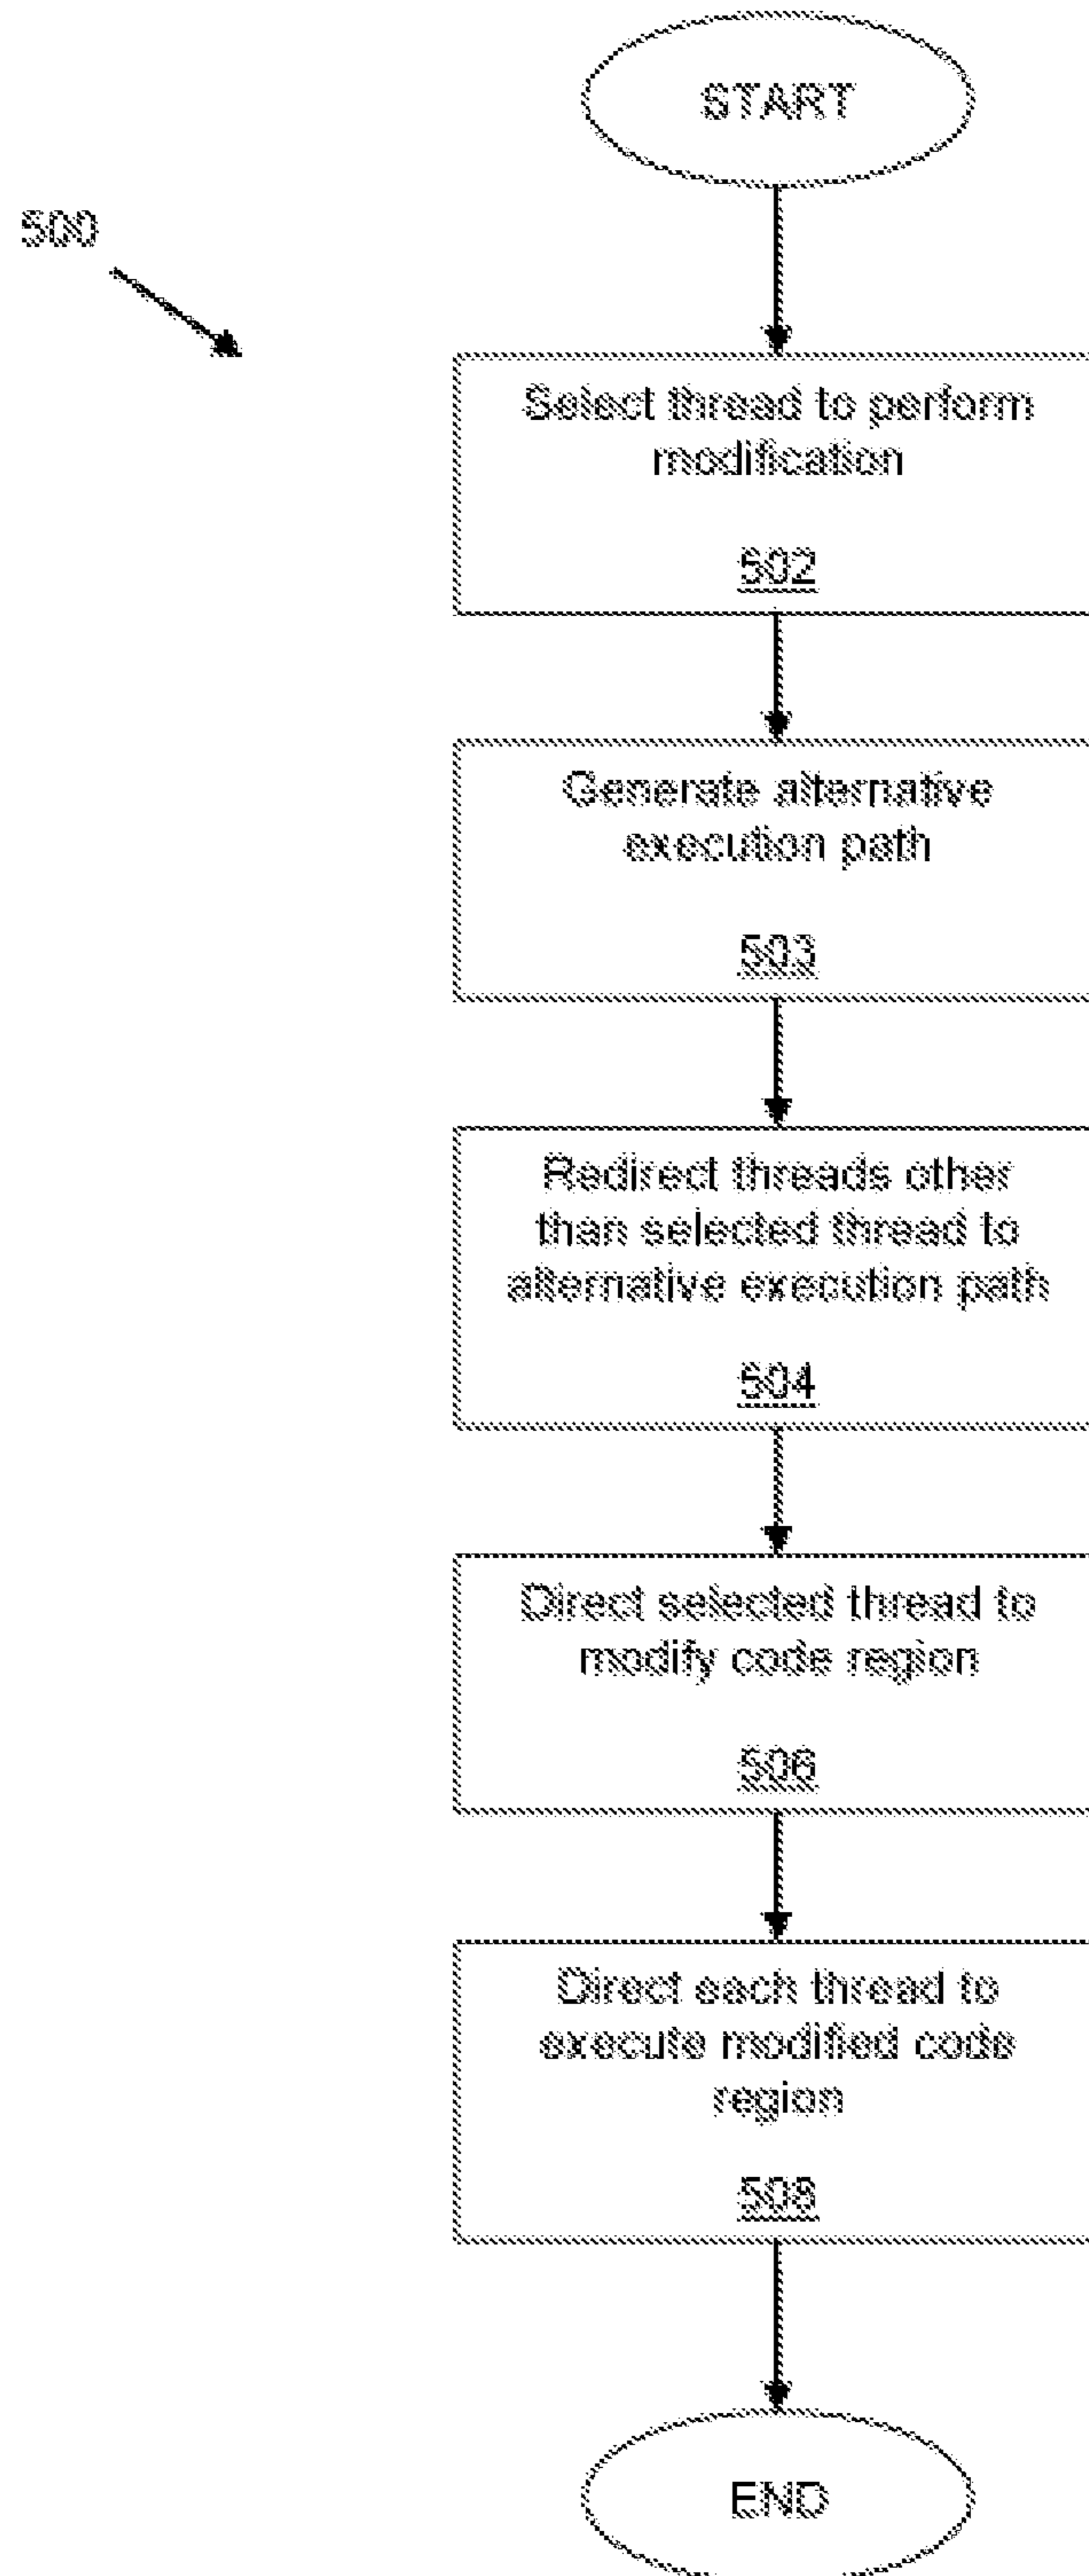 START
500
Select thread to perform
modification
502
Generate alternative
execution path
503
Redirect threads other
than selected thread to
alternative execution path
504
Direct selected thread to
modify code region
506
Direct each thread to
execute modified code
region
508
END